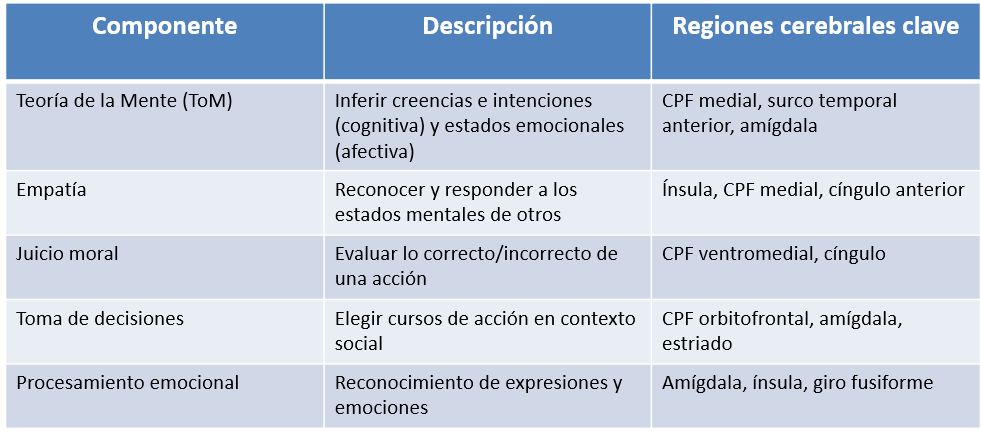 Componente
Descripción
Regiones cerebrales clave
Teoría de la Mente (ToM)
Inferir creencias e intenciones
(cognitiva) y estados emocionales
(afectiva)
CPF medial, surco temporal
anterior, amígdala
Empatía
Reconocer y responder a los
estados mentales de otros
Ínsula, CPF medial, cíngulo anterior
Juicio moral
Evaluar lo correcto/incorrecto de
una acción
CPF ventromedial, cíngulo
Toma de decisiones
Elegir cursos de acción en contexto
social
CPF orbitofrontal, amígdala,
estriado
Procesamiento emocional
Reconocimiento de expresiones y
emociones
Amígdala, ínsula, giro fusiforme